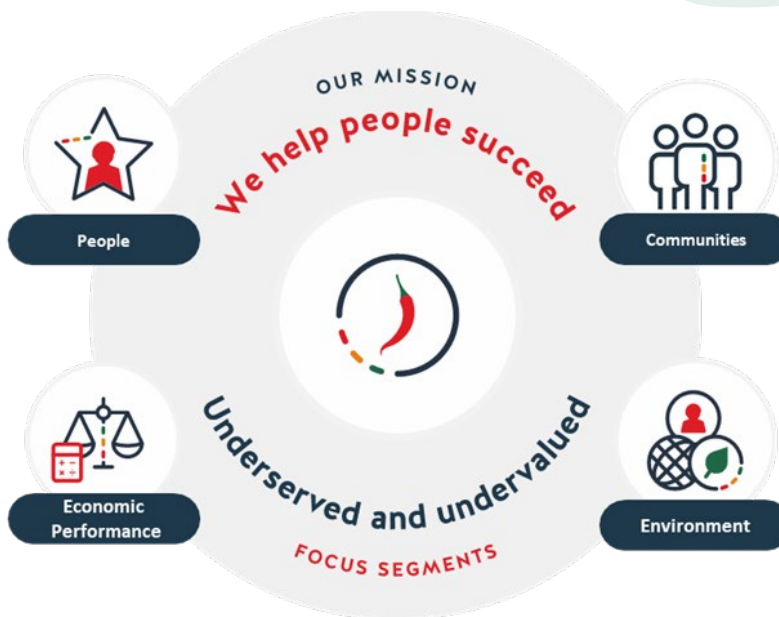 OUR MISSION
We help people succeed
People
Communities
Underserved and undervalued
FOCUS SEGMENTS
Economic
Performance
Environment